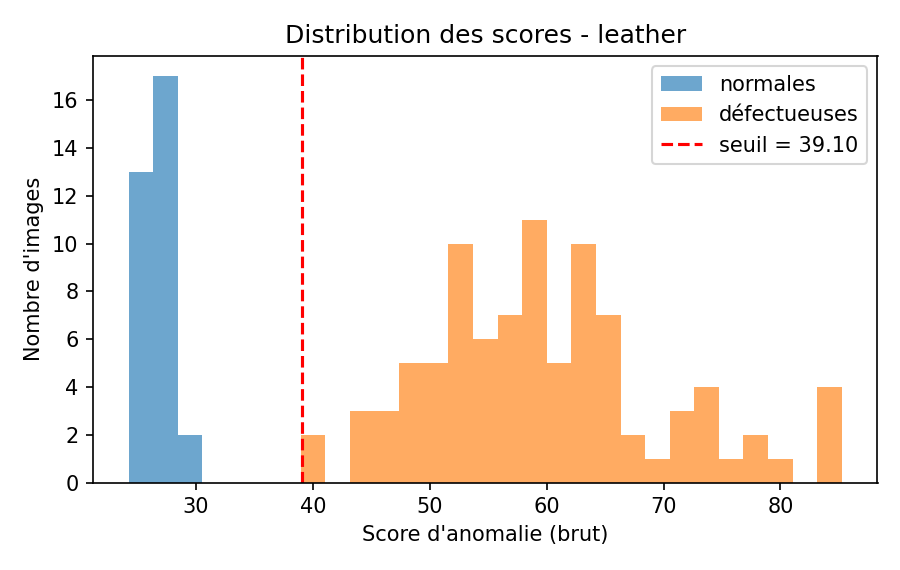 Distribution des scores - leather
normales
défectueuses
seuil = 39.10
Nombre d'images
16
14
12
10
8
6
4
2
0
30 40 50 60 70 80
Score d'anomalie (brut)